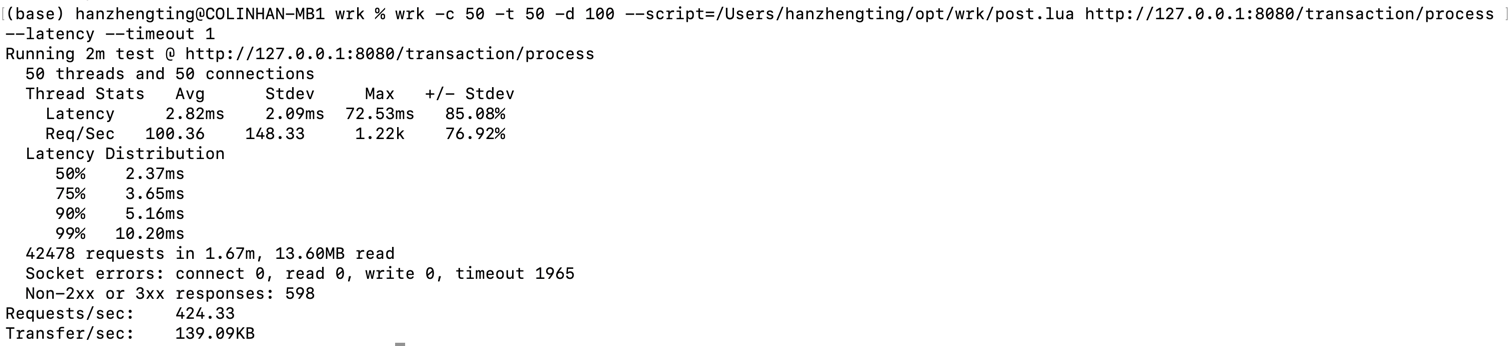 (base) hanzhengting@COLINHAN-MB1 wrk % wrk -c 50 -t 50 -d 100 --script=/Users/hanzhengting/opt/wrk/post.lua http://127.0.0.1:8080/transaction/process
--latency --timeout 1
Running 2m test @ http://127.0.0.1:8080/transaction/process
  50 threads and 50 connections
  Thread Stats   Avg      Stdev     Max   +/- Stdev
    Latency     2.82ms    2.09ms  72.53ms   85.08%
    Req/Sec   100.36    148.33     1.22k    76.92%
  Latency Distribution
     50%    2.37ms
     75%    3.65ms
     90%    5.16ms
     99%   10.20ms
  42478 requests in 1.67m, 13.60MB read
  Socket errors: connect 0, read 0, write 0, timeout 1965
  Non-2xx or 3xx responses: 598
Requests/sec:    424.33
Transfer/sec:    139.09KB